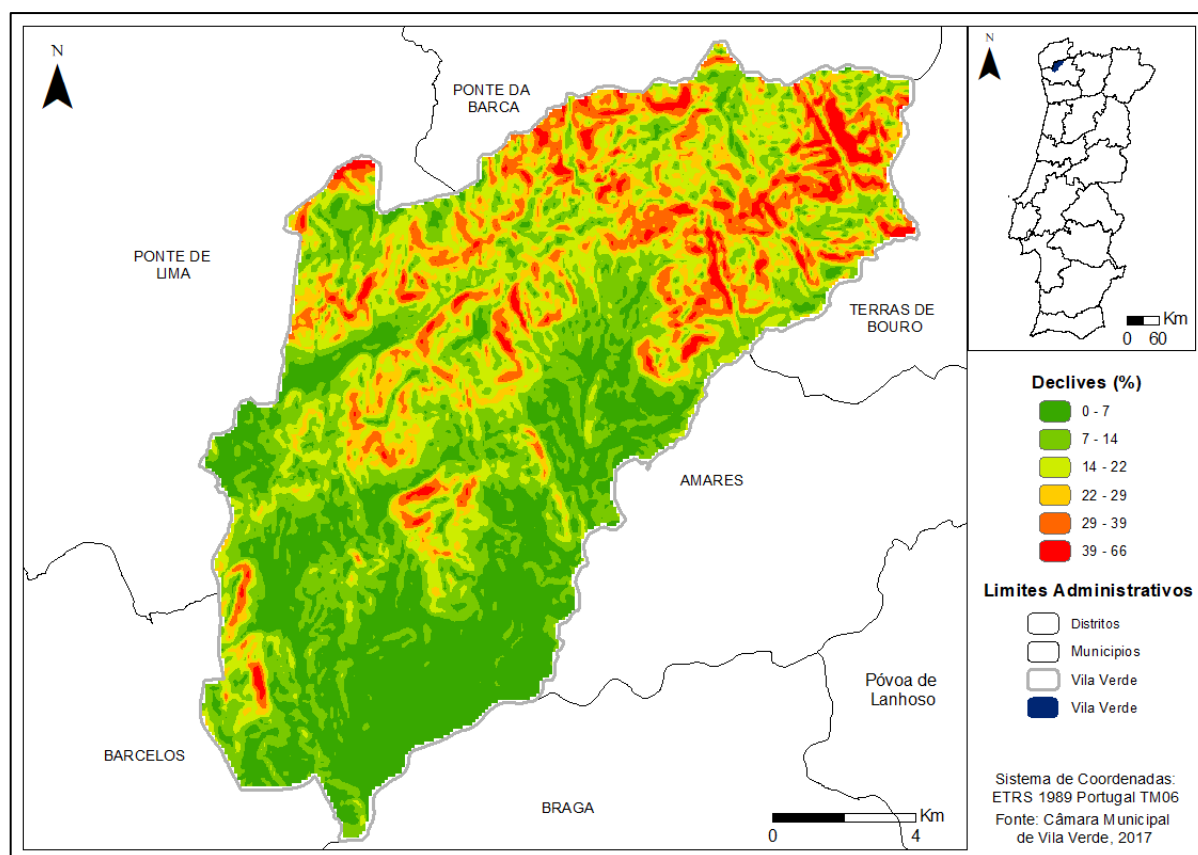 N
PONTE DA
BARCA
PONTE DE
LIMA
TERRAS DE
BOURO
AMARES
Póvoa de
Lanhoso
BARCELOS
BRAGA
Km
0 4
N
Km
0 60
Declives (%)
0 - 7
7 - 14
14 - 22
22 - 29
29 - 39
39 - 66
Limites Administrativos
Distritos
Municipios
Vila Verde
Vila Verde
Sistema de Coordenadas:
ETRS 1989 Portugal TM06
Fonte: Câmara Municipal
de Vila Verde, 2017